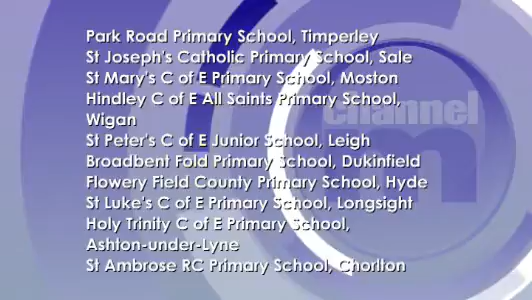 Park Road Primary School, Timperley
St Joseph's Catholic Primary School, Sale
St Mary's C of E Primary School, Moston
Hindley C of E All Saints Primary School,
Wigan
St Peter's C of E Junior School, Leigh
Broadbent Fold Primary School, Dukinfield
Flowery Field County Primary School, Hyde
St Luke's C of E Primary School, Longsight
Holy Trinity C of E Primary School,
Ashton-under-Lyne
St Ambrose RC Primary School, Chorlton
channel
m